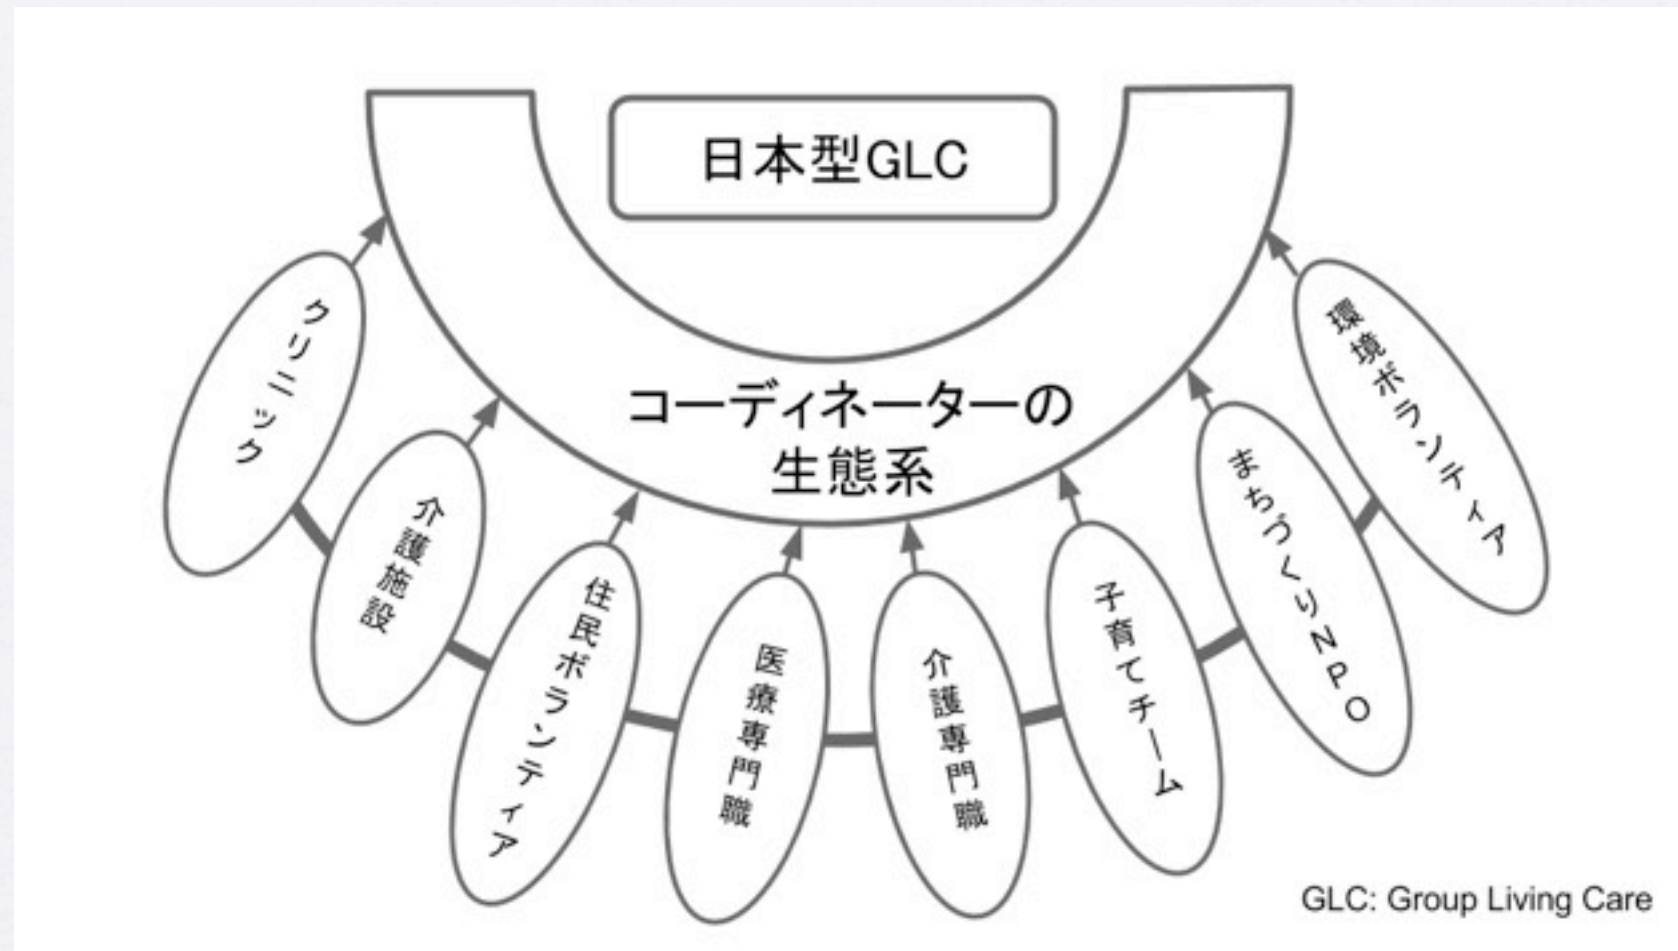 日本型GLC
コーディネーターの
生態系
クリニック
介護施設
住民ボランティア
医療専門職
介護専門職
子育てチーム
まちづくりNPO
環境ボランティア
GLC: Group Living Care